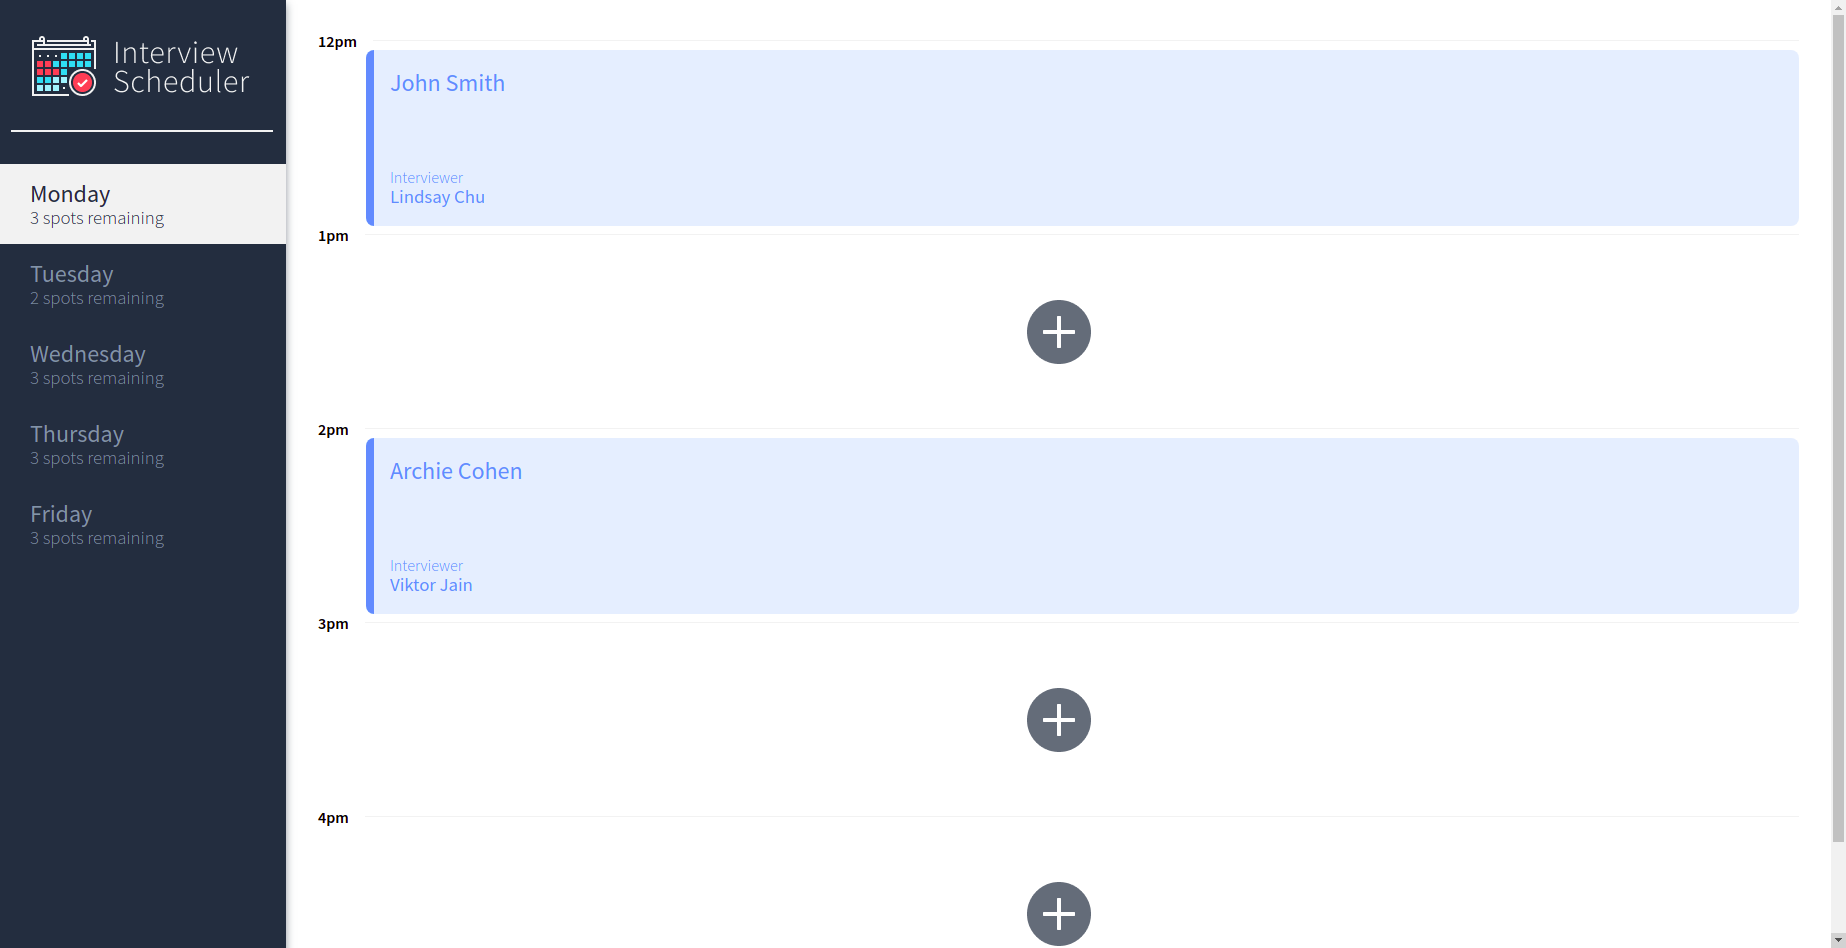 Interview
Scheduler
Monday
3 spots remaining
Tuesday
2 spots remaining
Wednesday
3 spots remaining
Thursday
3 spots remaining
Friday
3 spots remaining
12pm
John Smith
Interviewer
Lindsay Chu
1pm
2pm
Archie Cohen
Interviewer
Viktor Jain
3pm
4pm